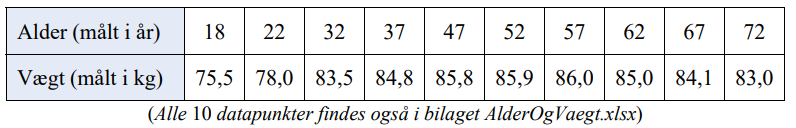 Alder (målt i år) 18 22 32 37 47 52 57 62 67 72
Vægt (målt i kg) 75,5 78,0 83,5 84,8 85,8 85,9 86,0 85,0 84,1 83,0
(Alle 10 datapunkter findes også i bilaget AlderOgVaegt.xlsx)